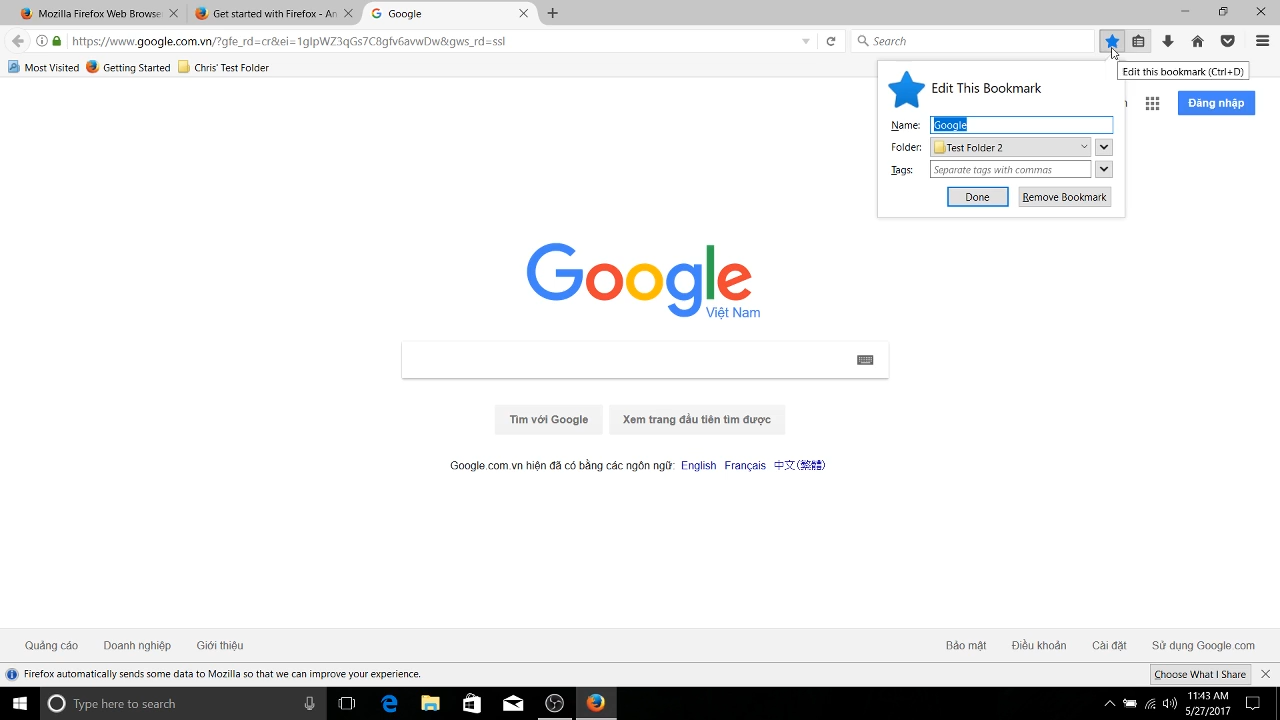 Mozilla Firefox Web Browse
Get started with Firefox - An
Google
https://www.google.com.vn/?gfe_rd=cr&ei=1gIpWZ3qGs7C8gfv6avwDw&gws_rd=ssl
Search
Most Visited
Getting Started
Chris' Test Folder
Edit this bookmark (Ctrl+D)
Edit This Bookmark
Name: Google
Folder: Test Folder 2
Tags: Separate tags with commas
Done
Remove Bookmark
Đăng nhập
Google
Việt Nam
Tìm với Google
Xem trang đầu tiên tìm được
Google.com.vn hiện đã có bằng các ngôn ngữ: English Français 中文(繁體)
Quảng cáo
Doanh nghiệp
Giới thiệu
Bảo mật
Điều khoản
Cài đặt
Sử dụng Google.com
Firefox automatically sends some data to Mozilla so that we can improve your experience.
Choose What I Share
Type here to search
11:43 AM
5/27/2017